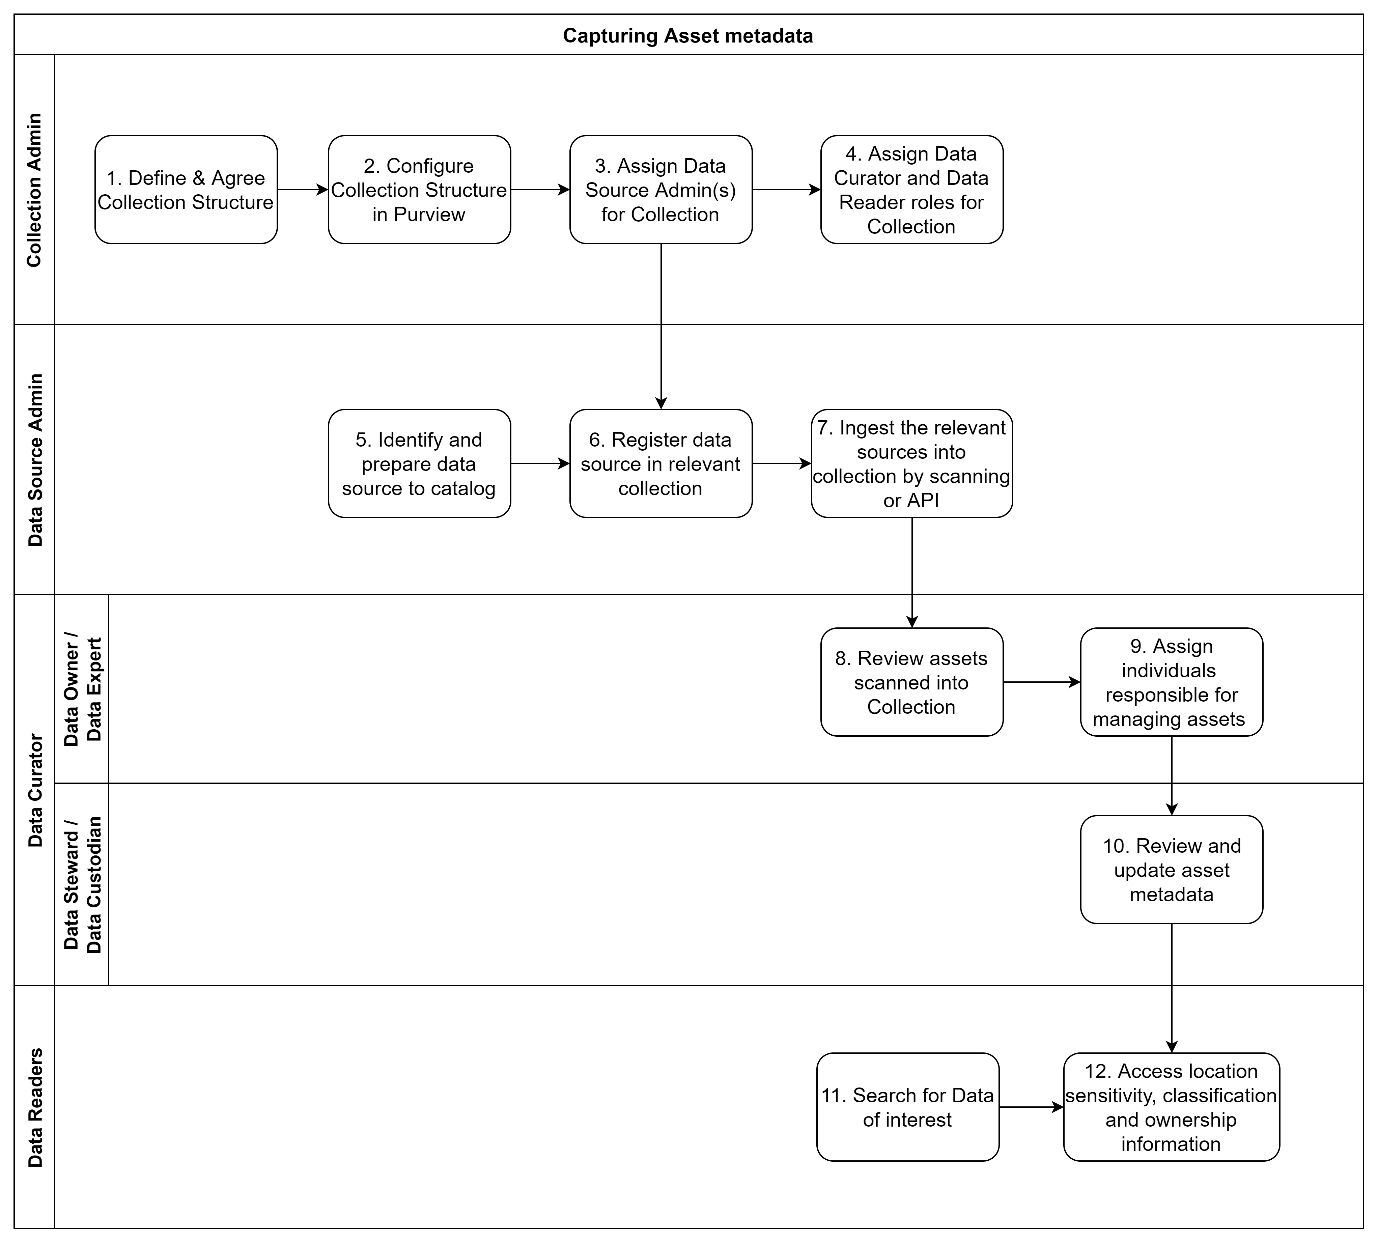 Capturing Asset metadata
Collection Admin
1. Define & Agree
Collection Structure
2. Configure
Collection Structure
in Purview
3. Assign Data
Source Admin(s)
for Collection
4. Assign Data
Curator and Data
Reader roles for
Collection
Data Source Admin
5. Identify and
prepare data
source to catalog
6. Register data
source in relevant
collection
7. Ingest the relevant
sources into
collection by scanning
or API
Data Curator
Data Owner /
Data Expert
8. Review assets
scanned into
Collection
9. Assign
individuals
responsible for
managing assets
Data Steward /
Data Custodian
10. Review and
update asset
metadata
Data Readers
11. Search for Data
of interest
12. Access location
sensitivity, classification
and ownership
information